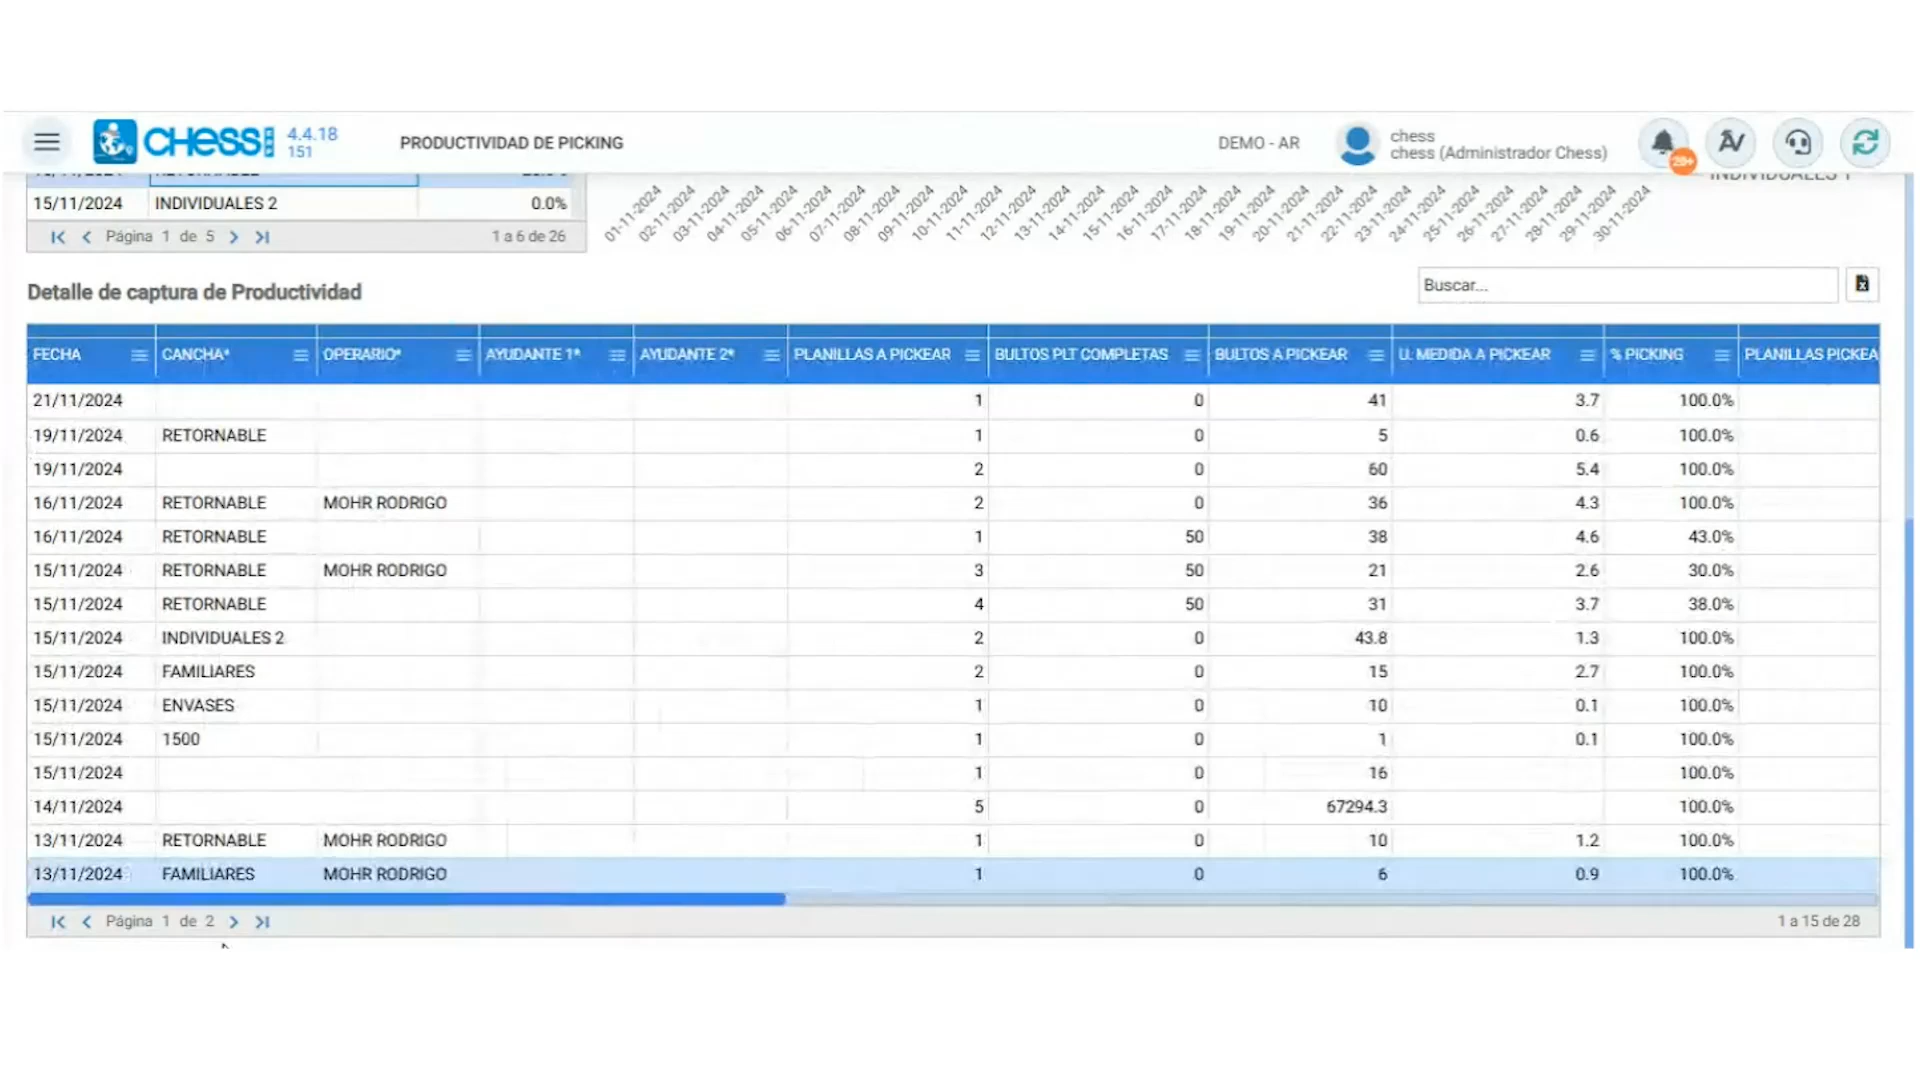 CHESS ERP 4.4.18
151
PRODUCTIVIDAD DE PICKING
DEMO - AR
chess
chess (Administrador Chess)
INDIVIDUALES 1
15/11/2024 INDIVIDUALES 2 0.0%
Página 1 de 5 1 a 6 de 26
01-11-2024 02-11-2024 03-11-2024 04-11-2024 05-11-2024 06-11-2024 07-11-2024 08-11-2024 09-11-2024 10-11-2024 11-11-2024 12-11-2024 13-11-2024 14-11-2024 15-11-2024 16-11-2024 17-11-2024 18-11-2024 19-11-2024 20-11-2024 21-11-2024 22-11-2024 23-11-2024 24-11-2024 25-11-2024 26-11-2024 27-11-2024 28-11-2024 29-11-2024 30-11-2024
Detalle de captura de Productividad
Buscar...
FECHA CANCHA* OPERARIO* AYUDANTE 1* AYUDANTE 2* PLANILLAS A PICKEAR BULTOS PLT COMPLETAS BULTOS A PICKEAR U. MEDIDA A PICKEAR % PICKING PLANILLAS PICKEA
21/11/2024 1 0 41 3.7 100.0%
19/11/2024 RETORNABLE 1 0 5 0.6 100.0%
19/11/2024 2 0 60 5.4 100.0%
16/11/2024 RETORNABLE MOHR RODRIGO 2 0 36 4.3 100.0%
16/11/2024 RETORNABLE 1 50 38 4.6 43.0%
15/11/2024 RETORNABLE MOHR RODRIGO 3 50 21 2.6 30.0%
15/11/2024 RETORNABLE 4 50 31 3.7 38.0%
15/11/2024 INDIVIDUALES 2 2 0 43.8 1.3 100.0%
15/11/2024 FAMILIARES 2 0 15 2.7 100.0%
15/11/2024 ENVASES 1 0 10 0.1 100.0%
15/11/2024 1500 1 0 1 0.1 100.0%
15/11/2024 1 0 16 100.0%
14/11/2024 5 0 67294.3 100.0%
13/11/2024 RETORNABLE MOHR RODRIGO 1 0 10 1.2 100.0%
13/11/2024 FAMILIARES MOHR RODRIGO 1 0 6 0.9 100.0%
Página 1 de 2 1 a 15 de 28